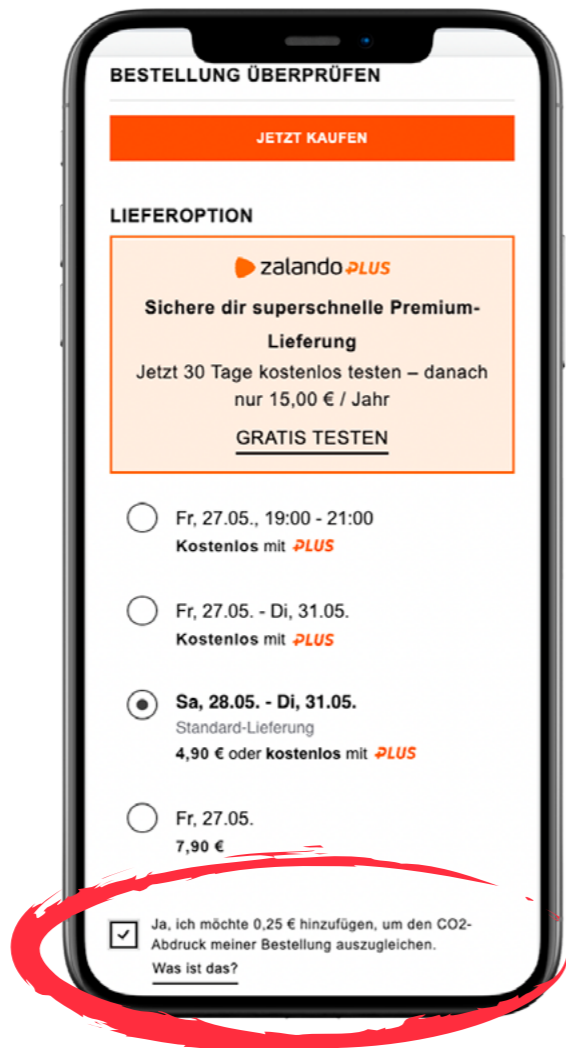 BESTELLUNG ÜBERPRÜFEN
JETZT KAUFEN
LIEFEROPTION
zalando PLUS
Sichere dir superschnelle Premium-
Lieferung
Jetzt 30 Tage kostenlos testen – danach
nur 15,00 € / Jahr
GRATIS TESTEN
Fr, 27.05., 19:00 - 21:00
Kostenlos mit PLUS
Fr, 27.05. - Di, 31.05.
Kostenlos mit PLUS
Sa, 28.05. - Di, 31.05.
Standard-Lieferung
4,90 € oder kostenlos mit PLUS
Fr, 27.05.
7,90 €
Ja, ich möchte 0,25 € hinzufügen, um den CO2-
Abdruck meiner Bestellung auszugleichen.
Was ist das?